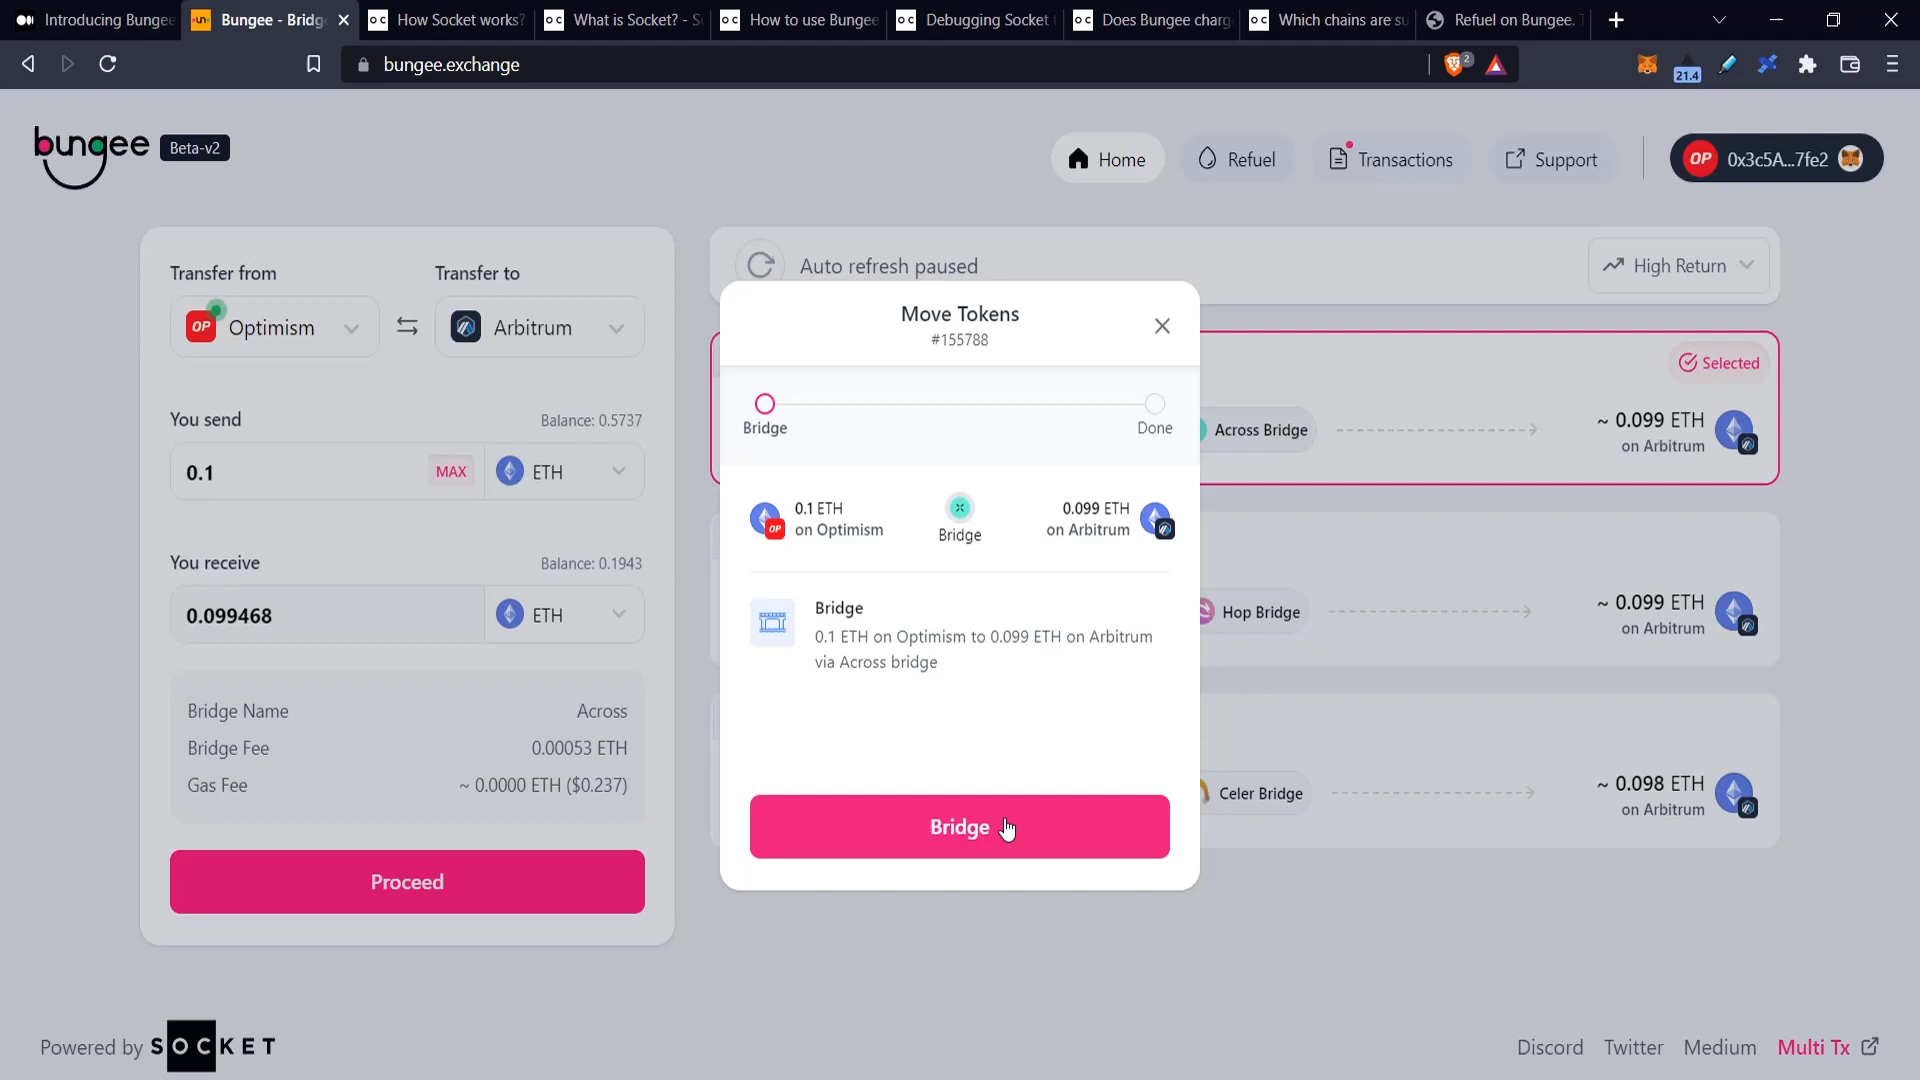 Introducing Bungee
Bungee - Bridg
How Socket works?
What is Socket? - S
How to use Bungee
Debugging Socket
Does Bungee charg
Which chains are su
Refuel on Bungee.
bungee.exchange
2
21.4
bungee
Beta-v2
Home
Refuel
Transactions
Support
OP
0x3c5A...7fe2
Transfer from
Transfer to
OP
Optimism
Arbitrum
You send
Balance: 0.5737
0.1
MAX
ETH
You receive
Balance: 0.1943
0.099468
ETH
Bridge Name
Across
Bridge Fee
0.00053 ETH
Gas Fee
~ 0.0000 ETH ($0.237)
Proceed
Auto refresh paused
High Return
Selected
Across Bridge
~ 0.099 ETH
on Arbitrum
Hop Bridge
~ 0.099 ETH
on Arbitrum
Celer Bridge
~ 0.098 ETH
on Arbitrum
Move Tokens
#155788
Bridge
Done
OP
0.1 ETH
on Optimism
Bridge
0.099 ETH
on Arbitrum
Bridge
0.1 ETH on Optimism to 0.099 ETH on Arbitrum
via Across bridge
Bridge
Powered by SOCKET
Discord
Twitter
Medium
Multi Tx